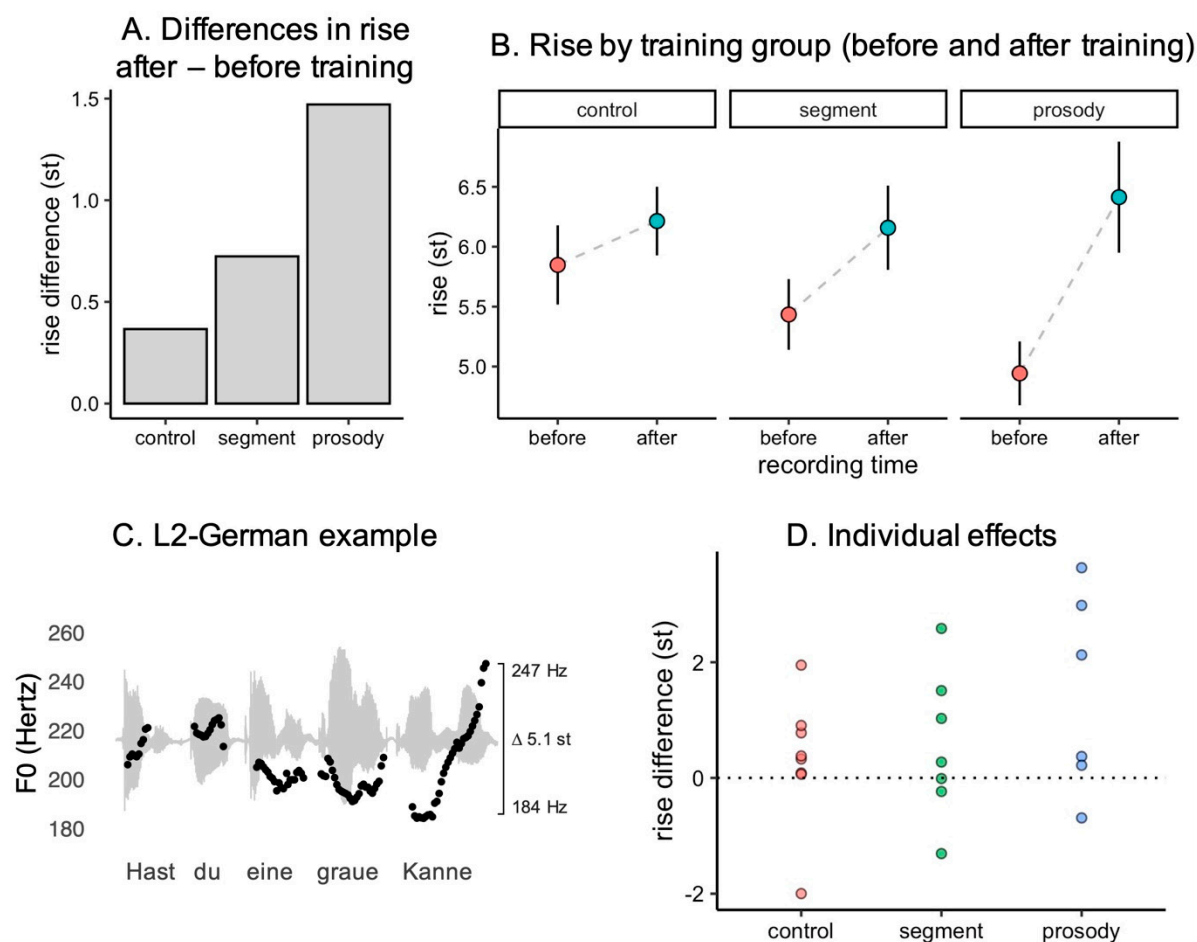 A. Differences in rise
after – before training
rise difference (st)
1.5
1.0
0.5
0.0
control segment prosody
B. Rise by training group (before and after training)
control segment prosody
rise (st)
6.5
6.0
5.5
5.0
before after before after before after
recording time
C. L2-German example
F0 (Hertz)
260
240
220
200
180
247 Hz
Δ 5.1 st
184 Hz
Hast du eine graue Kanne
D. Individual effects
rise difference (st)
2
0
-2
control segment prosody